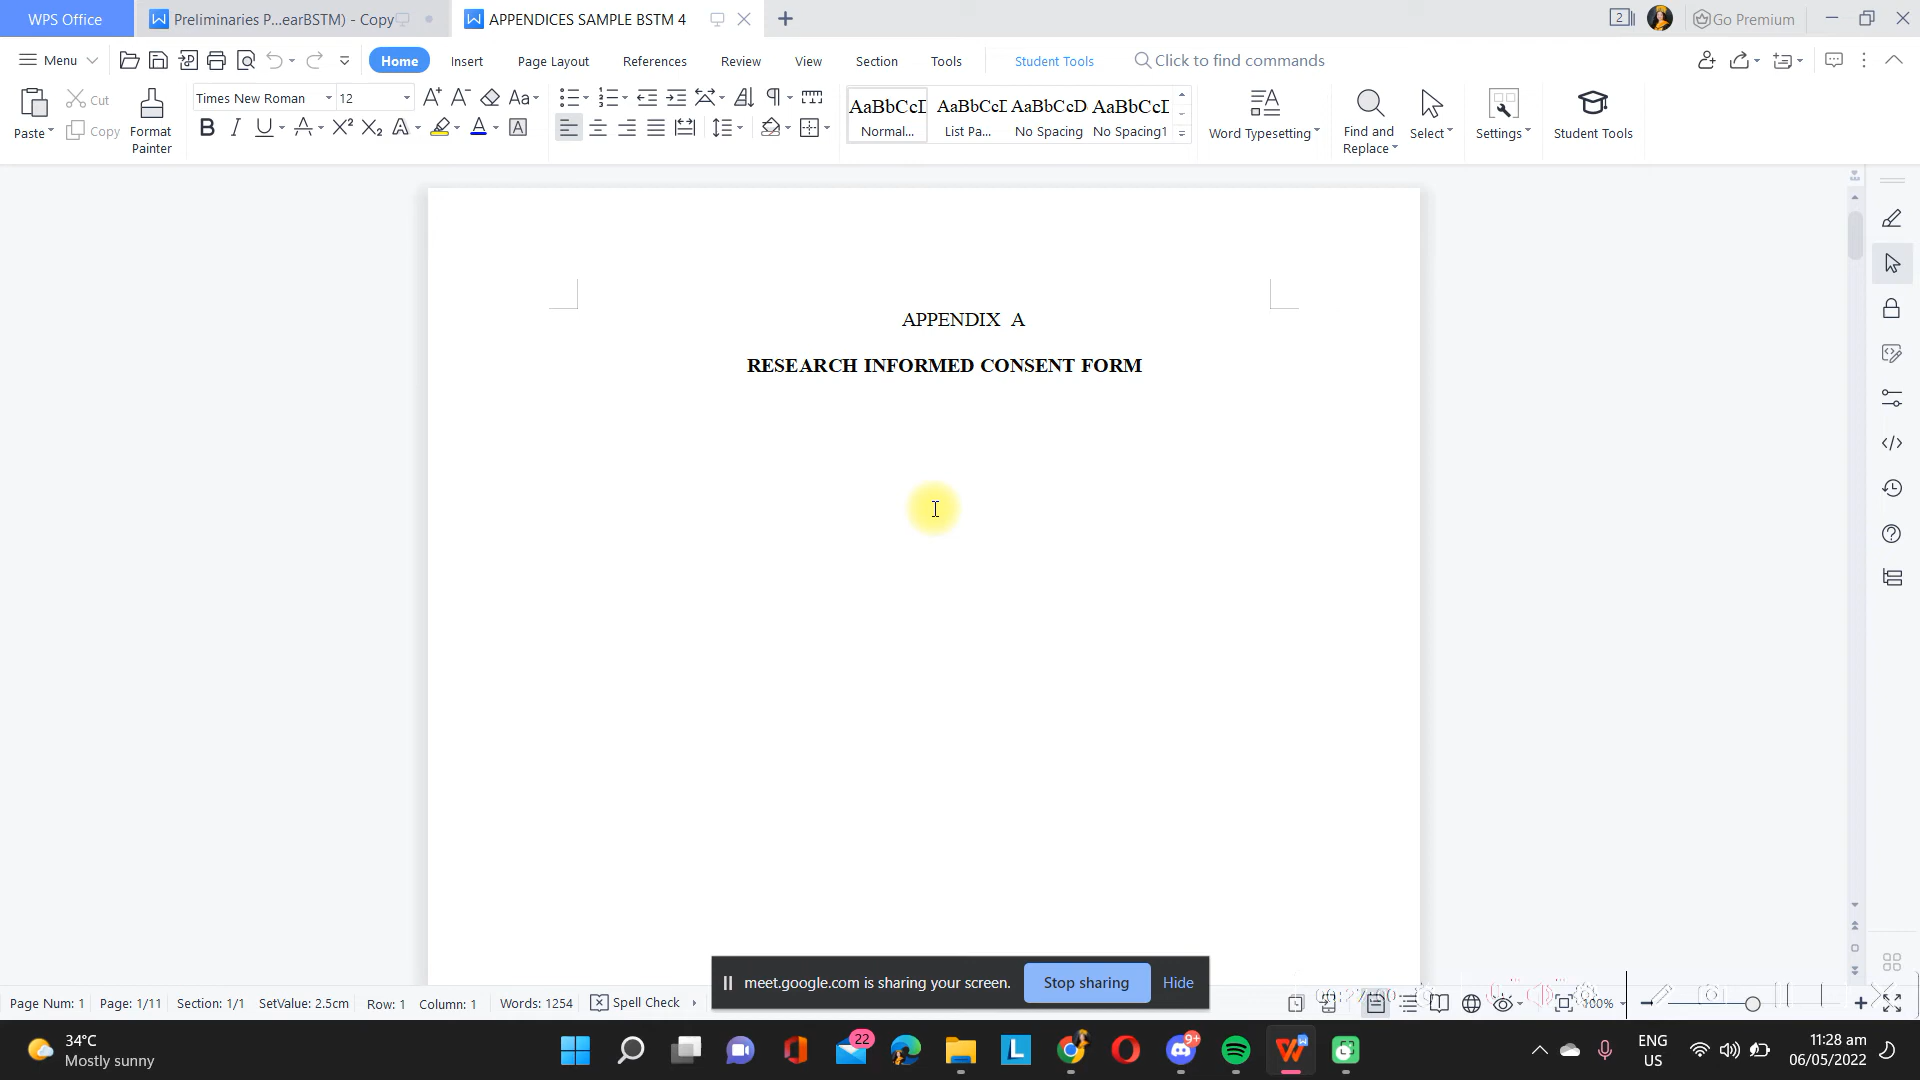 WPS Office
Preliminaries P...earBSTM) - Copy
APPENDICES SAMPLE BSTM 4
2
Go Premium
Menu
Home
Insert
Page Layout
References
Review
View
Section
Tools
Student Tools
Click to find commands
Paste
Cut
Copy
Format Painter
Times New Roman
12
AaBbCcD
Normal...
AaBbCcD
List Pa...
AaBbCcD
No Spacing
AaBbCcD
No Spacing1
Word Typesetting
Find and Replace
Select
Settings
Student Tools
APPENDIX A
RESEARCH INFORMED CONSENT FORM
meet.google.com is sharing your screen.
Stop sharing
Hide
Page Num: 1
Page: 1/11
Section: 1/1
SetValue: 2.5cm
Row: 1
Column: 1
Words: 1254
Spell Check
100%
34°C
Mostly sunny
22
9+
ENG
US
11:28 am
06/05/2022